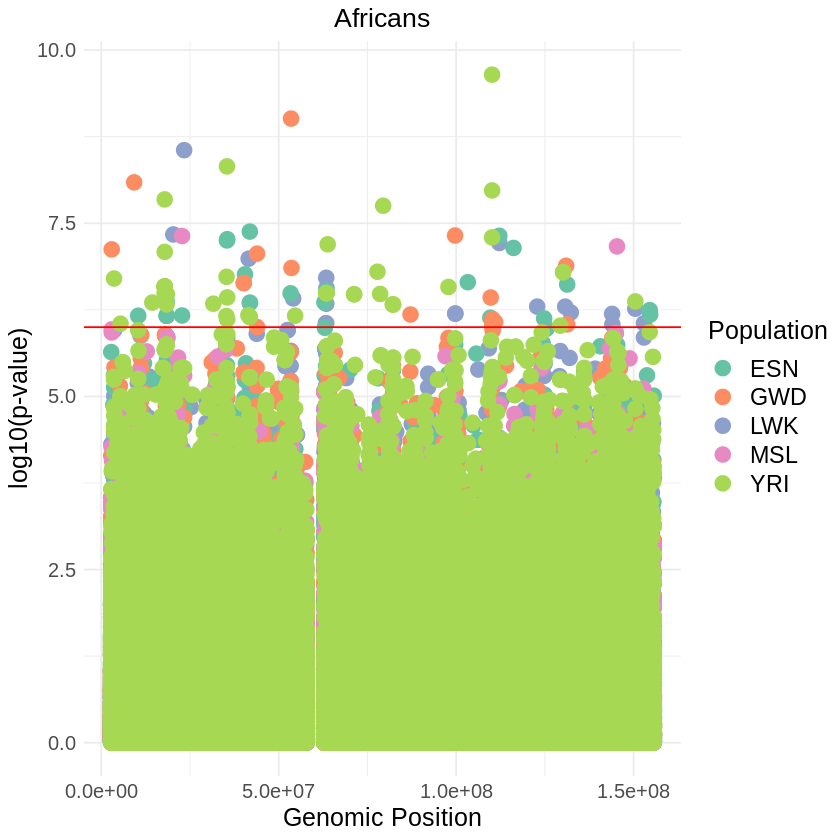 Africans
10.0
7.5
5.0
2.5
0.0
log10(p-value)
0.0e+00 5.0e+07 1.0e+08 1.5e+08
Genomic Position
Population
ESN
GWD
LWK
MSL
YRI